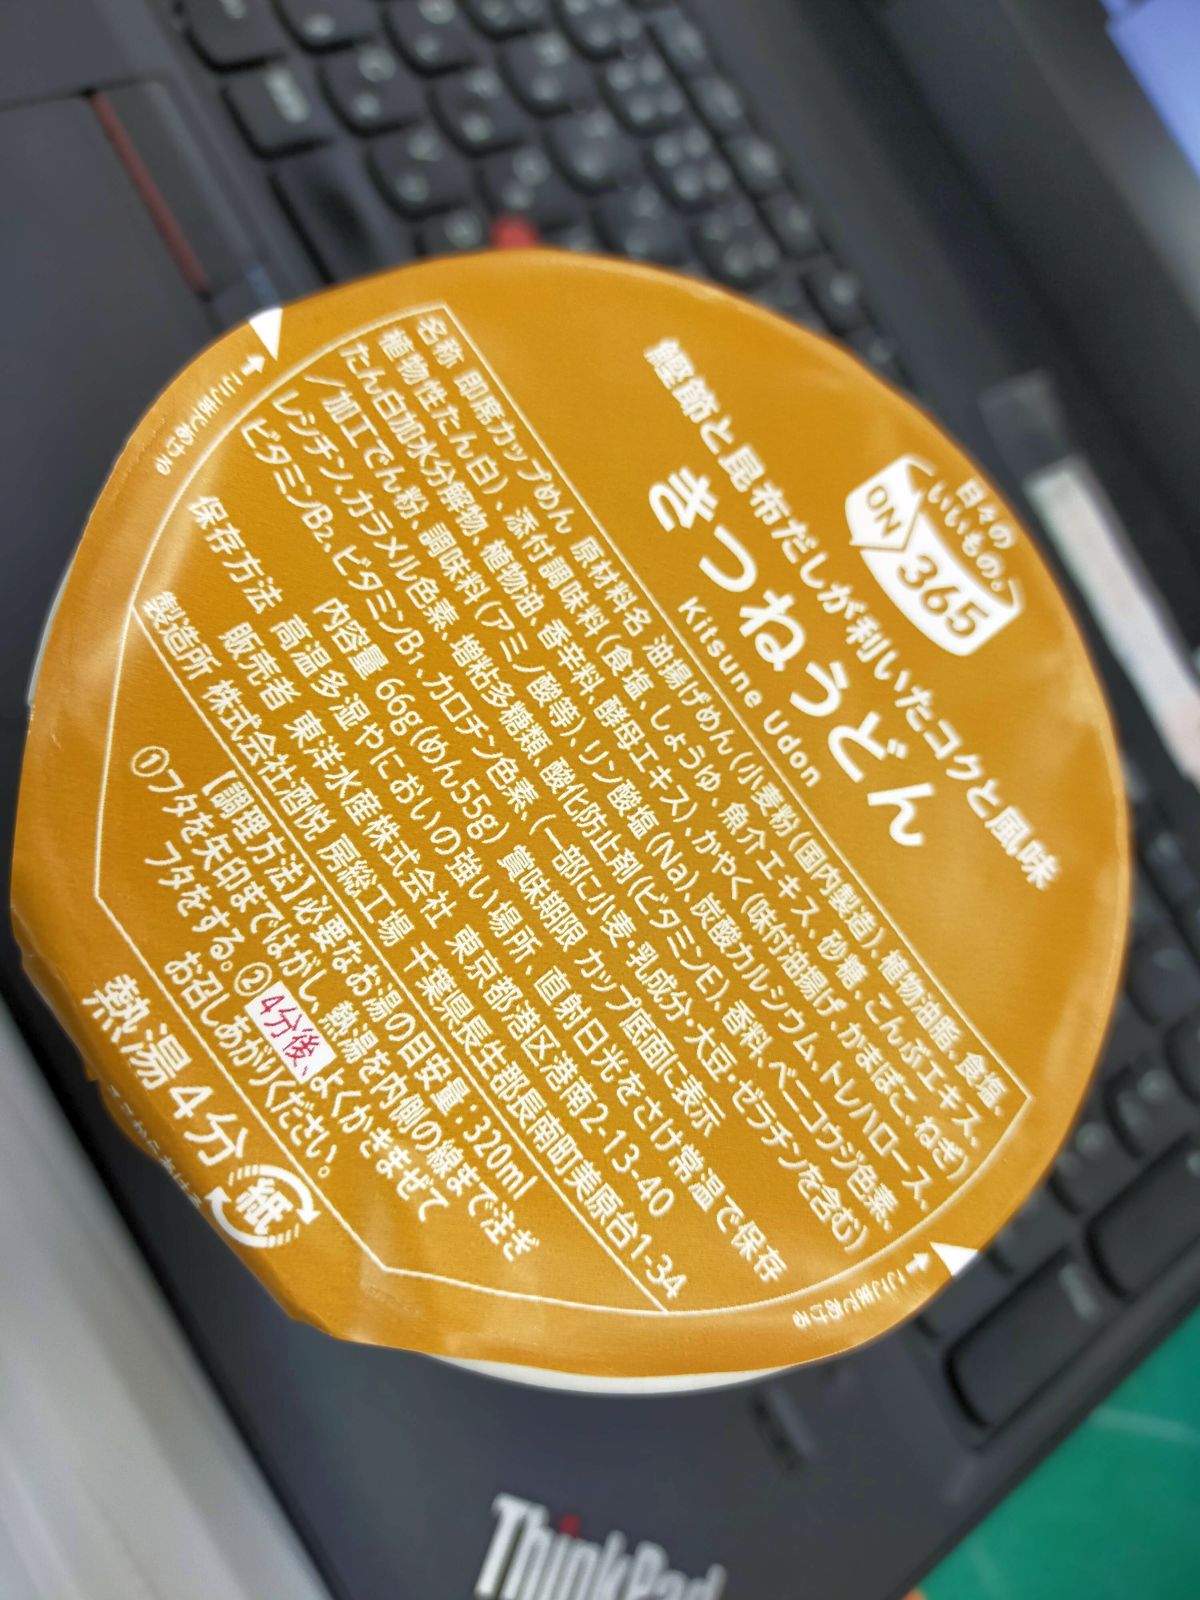 日々の
いいもの。
ON
365
鰹節と昆布だしが利いたコクと風味
きつねうどん
Kitsune Udon
名称 即席カップめん 原材料名 油揚げめん(小麦粉(国内製造)、植物油脂、食塩、
植物性たん白)、添付調味料(食塩、しょうゆ、魚介エキス、砂糖、こんぶエキス、
たん白加水分解物、植物油、香辛料、酵母エキス)、かやく(味付油揚げ、かまぼこ、ねぎ)
/加工でん粉、調味料(アミノ酸等)、リン酸塩(Na)、炭酸カルシウム、トレハロース、
レシチン、カラメル色素、増粘多糖類、酸化防止剤(ビタミンE)、香料、ベニコウジ色素、
ビタミンB2、ビタミンB1、カロチン色素、(一部に小麦・乳成分・大豆・ゼラチンを含む)
内容量 66g(めん55g) 賞味期限 カップ底面に表示
保存方法 高温多湿やにおいの強い場所、直射日光をさけ常温で保存
販売者 東洋水産株式会社 東京都港区港南2-13-40
製造所 株式会社酒悦 房総工場 千葉県長生郡長南町美原台1-34
【調理方法】必要なお湯の目安量:320ml
①フタを矢印まではがし、熱湯を内側の線まで注ぎ
フタをする。②4分後、よくかきまぜて
お召しあがりください。
熱湯4分
紙
ここまであける
ここまであける
ThinkPad